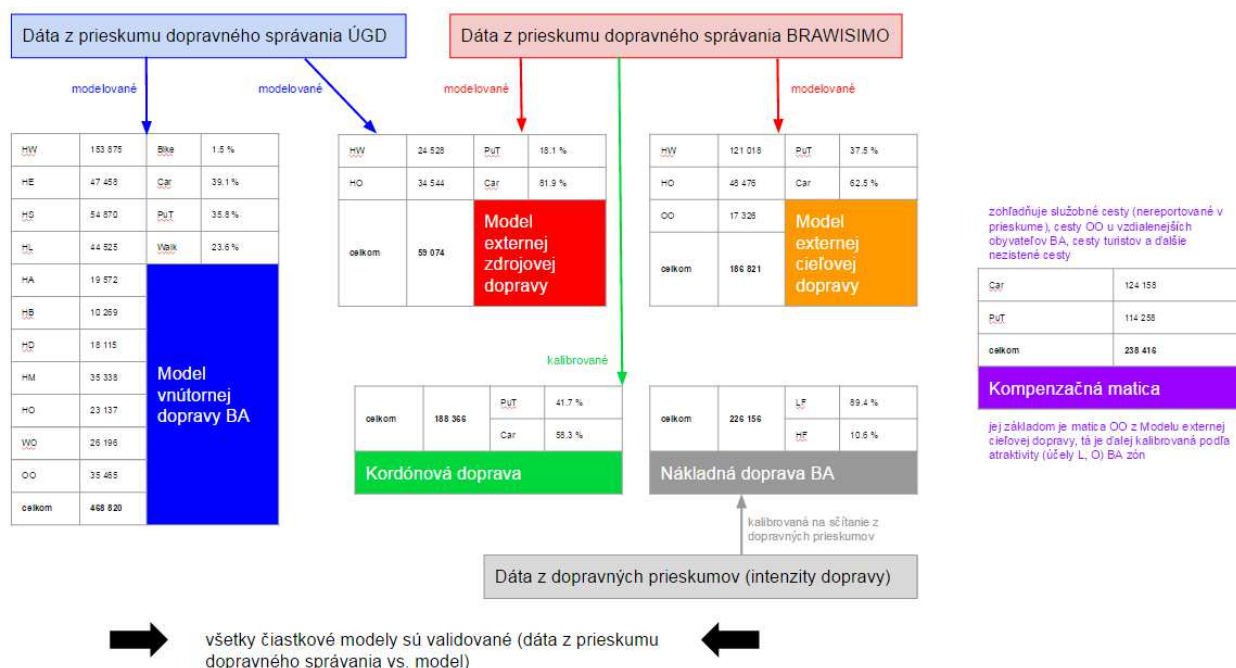 Dáta z prieskumu dopravného správania ÚGD
Dáta z prieskumu dopravného správania BRAWISIMO
modelované
modelované
modelované
modelované
HW 153 875 Bike 1.5 %
HE 47 458 Car 39.1 %
HS 54 870 PuT 35.8 %
HL 44 525 Walk 23.6 %
HA 19 572
HB 10 269
HD 18 115
HM 35 338
HO 23 137
WO 26 196
OO 35 465
celkom 468 820
Model
vnútornej
dopravy BA
HW 24 528 PuT 18.1 %
HO 34 544 Car 81.9 %
celkom 59 074
Model
externej
zdrojovej
dopravy
HW 121 018 PuT 37.5 %
HO 48 476 Car 62.5 %
OO 17 326
celkom 186 821
Model
externej
cieľovej
dopravy
zohľadňuje služobné cesty (nereportované v
prieskume), cesty OO u vzdialenejších
obyvateľov BA, cesty turistov a ďalšie
nezistené cesty
Car 124 158
PuT 114 258
celkom 238 416
Kompenzačná matica
jej základom je matica OO z Modelu externej
cieľovej dopravy, tá je ďalej kalibrovaná podľa
atraktivity (účely L, O) BA zón
kalibrované
celkom 188 366 PuT 41.7 %
Car 58.3 %
Kordónová doprava
celkom 226 156 LF 89.4 %
HF 10.6 %
Nákladná doprava BA
kalibrovaná na sčítanie z
dopravných prieskumov
Dáta z dopravných prieskumov (intenzity dopravy)
všetky čiastkové modely sú validované (dáta z prieskumu
dopravného správania vs. model)